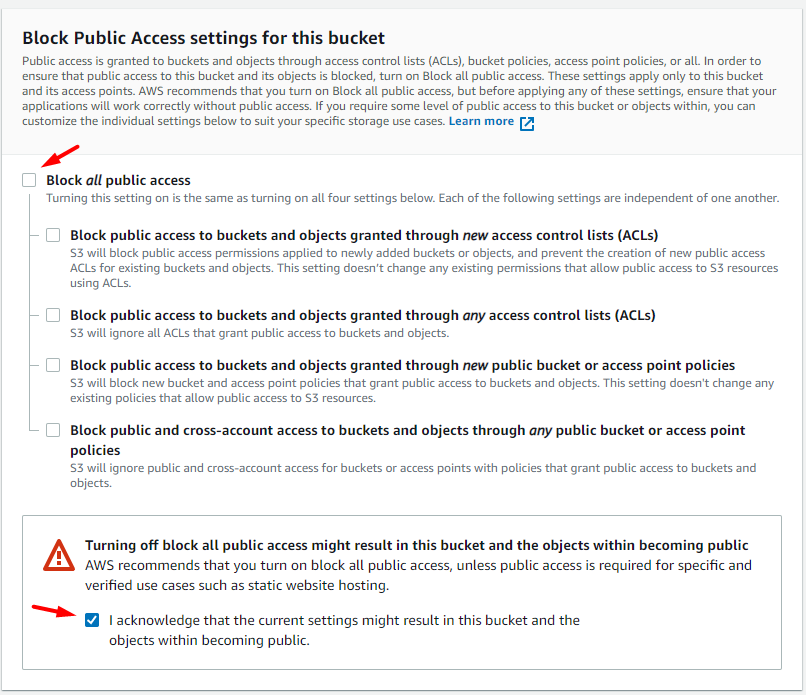 Block Public Access settings for this bucket
Public access is granted to buckets and objects through access control lists (ACLs), bucket policies, access point policies, or all. In order to
ensure that public access to this bucket and its objects is blocked, turn on Block all public access. These settings apply only to this bucket
and its access points. AWS recommends that you turn on Block all public access, but before applying any of these settings, ensure that your
applications will work correctly without public access. If you require some level of public access to this bucket or objects within, you can
customize the individual settings below to suit your specific storage use cases. Learn more
Block all public access
Turning this setting on is the same as turning on all four settings below. Each of the following settings are independent of one another.
Block public access to buckets and objects granted through new access control lists (ACLs)
S3 will block public access permissions applied to newly added buckets or objects, and prevent the creation of new public access
ACLs for existing buckets and objects. This setting doesn’t change any existing permissions that allow public access to S3 resources
using ACLs.
Block public access to buckets and objects granted through any access control lists (ACLs)
S3 will ignore all ACLs that grant public access to buckets and objects.
Block public access to buckets and objects granted through new public bucket or access point policies
S3 will block new bucket and access point policies that grant public access to buckets and objects. This setting doesn't change any
existing policies that allow public access to S3 resources.
Block public and cross-account access to buckets and objects through any public bucket or access point
policies
S3 will ignore public and cross-account access for buckets or access points with policies that grant public access to buckets and
objects.
Turning off block all public access might result in this bucket and the objects within becoming public
AWS recommends that you turn on block all public access, unless public access is required for specific and
verified use cases such as static website hosting.
I acknowledge that the current settings might result in this bucket and the
objects within becoming public.